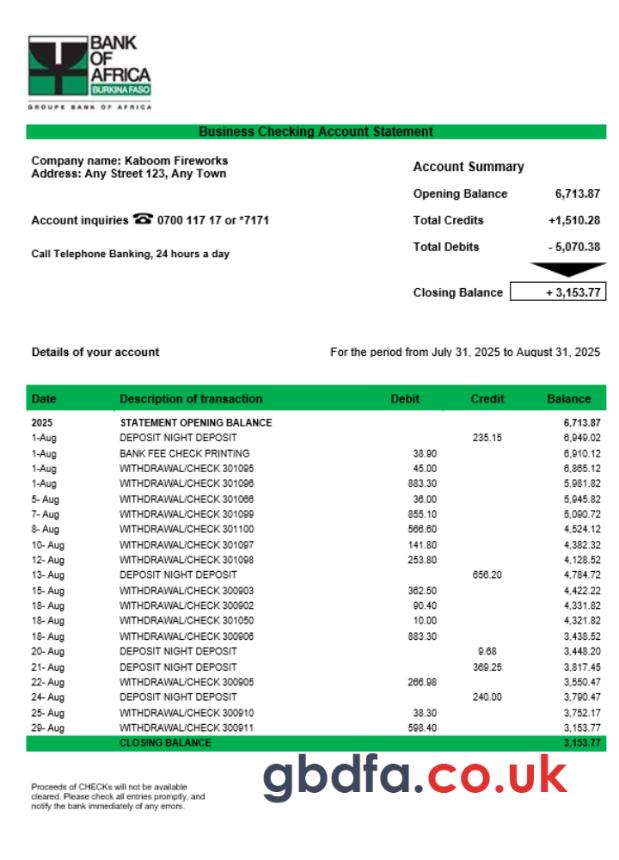 BANK
OF
AFRICA
BURKINA FASO
GROUPE BANK OF AFRICA
Business Checking Account Statement
Company name: Kaboom Fireworks
Address: Any Street 123, Any Town
Account inquiries ☎ 0700 117 17 or *7171
Call Telephone Banking, 24 hours a day
Account Summary
Opening Balance 6,713.87
Total Credits +1,510.28
Total Debits - 5,070.38
Closing Balance + 3,153.77
Details of your account For the period from July 31, 2025 to August 31, 2025
Date Description of transaction Debit Credit Balance
2025 STATEMENT OPENING BALANCE 6,713.87
1-Aug DEPOSIT NIGHT DEPOSIT 235.15 6,949.02
1-Aug BANK FEE CHECK PRINTING 38.90 6,910.12
1-Aug WITHDRAWAL/CHECK 301095 45.00 6,865.12
1-Aug WITHDRAWAL/CHECK 301096 883.30 5,981.82
5- Aug WITHDRAWAL/CHECK 301066 36.00 5,945.82
7- Aug WITHDRAWAL/CHECK 301099 855.10 5,090.72
8- Aug WITHDRAWAL/CHECK 301100 566.60 4,524.12
10- Aug WITHDRAWAL/CHECK 301097 141.80 4,382.32
12- Aug WITHDRAWAL/CHECK 301098 253.80 4,128.52
13- Aug DEPOSIT NIGHT DEPOSIT 656.20 4,784.72
15- Aug WITHDRAWAL/CHECK 300903 362.50 4,422.22
18- Aug WITHDRAWAL/CHECK 300902 90.40 4,331.82
18- Aug WITHDRAWAL/CHECK 301050 10.00 4,321.82
18- Aug WITHDRAWAL/CHECK 300906 883.30 3,438.52
20- Aug DEPOSIT NIGHT DEPOSIT 9.68 3,448.20
21- Aug DEPOSIT NIGHT DEPOSIT 369.25 3,817.45
22- Aug WITHDRAWAL/CHECK 300905 266.98 3,550.47
24- Aug DEPOSIT NIGHT DEPOSIT 240.00 3,790.47
25- Aug WITHDRAWAL/CHECK 300910 38.30 3,752.17
29- Aug WITHDRAWAL/CHECK 300911 598.40 3,153.77
CLOSING BALANCE 3,153.77
gbdfa.co.uk
Proceeds of CHECKs will not be available
cleared. Please check all entries promptly, and
notify the bank immediately of any errors.